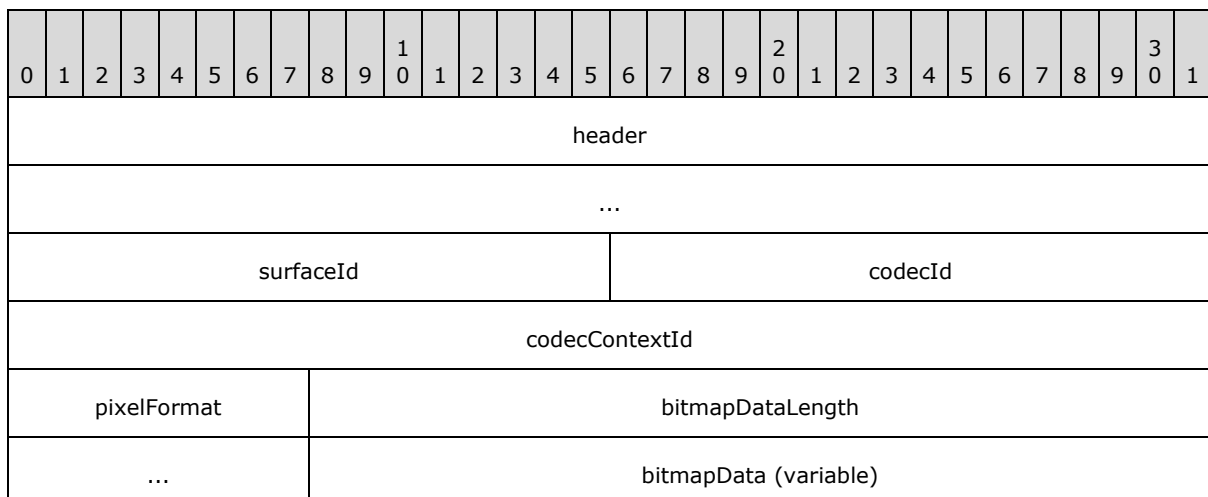 1 2 3
0 1 2 3 4 5 6 7 8 9 0 1 2 3 4 5 6 7 8 9 0 1 2 3 4 5 6 7 8 9 0 1
header
...
surfaceId codecId
codecContextId
pixelFormat bitmapDataLength
... bitmapData (variable)